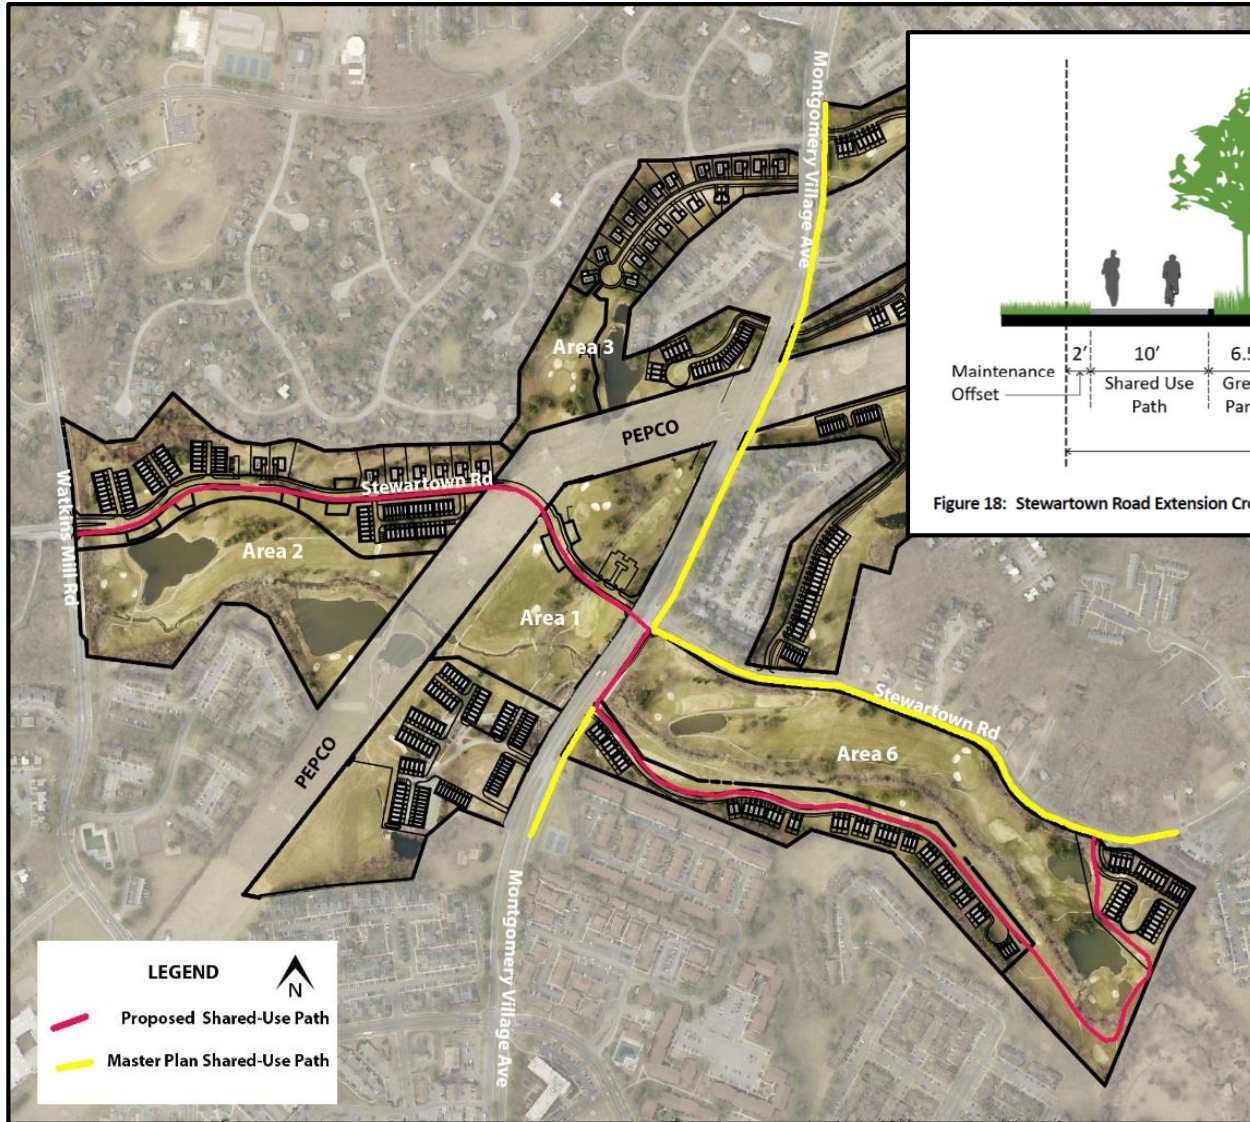 Montgomery Village Ave
Area 3
PEPCO
Stewartown Rd
Watkins Mill Rd
Area 2
Area 1
Stewartown Rd
Area 6
PEPCO
Montgomery Village Ave
2'
10'
Maintenance
Offset
Shared Use
Path
Figure 18: Stewartown Road Extension
LEGEND
N
Proposed Shared-Use Path
Master Plan Shared-Use Path